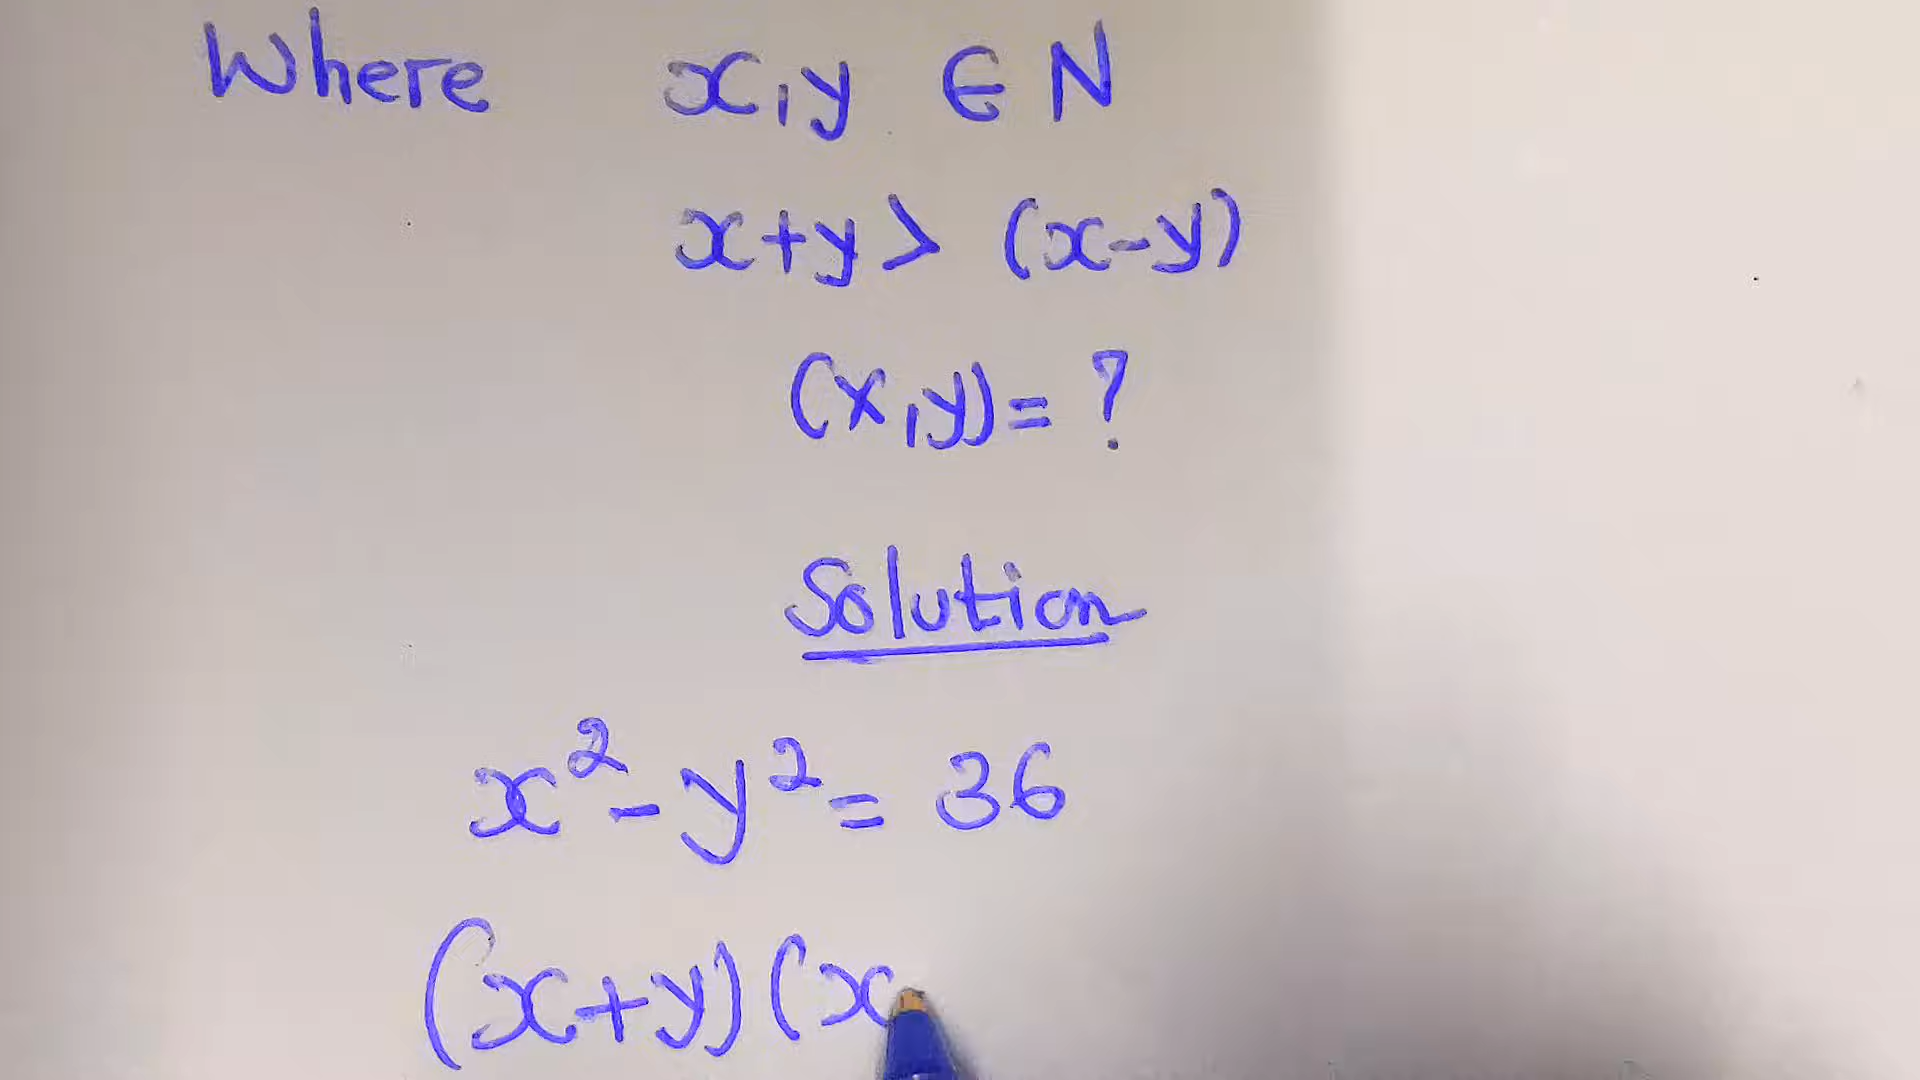 Where x,y ∈ N
x+y> (x-y)
(x,y)= ?
Solution
x²-y²= 36
(x+y)(x